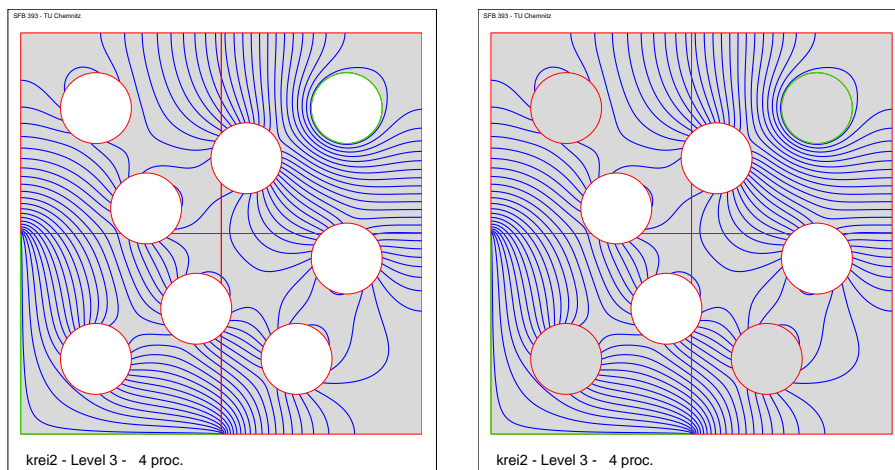 SFB 393 - TU Chemnitz
krei2 - Level 3 - 4 proc.
SFB 393 - TU Chemnitz
krei2 - Level 3 - 4 proc.